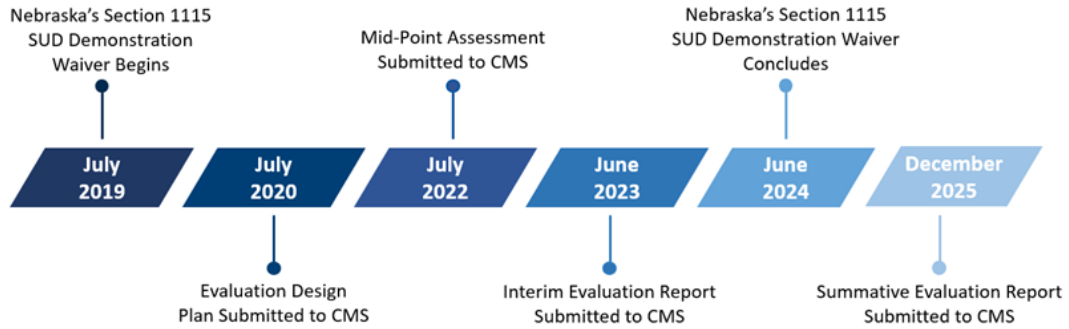 Nebraska's Section 1115
SUD Demonstration
Waiver Begins
Mid-Point Assessment
Submitted to CMS
Nebraska's Section 1115
SUD Demonstration Waiver
Concludes
July
2019
July
2020
July
2022
June
2023
June
2024
December
2025
Evaluation Design
Plan Submitted to CMS
Interim Evaluation Report
Submitted to CMS
Summative Evaluation Report
Submitted to CMS